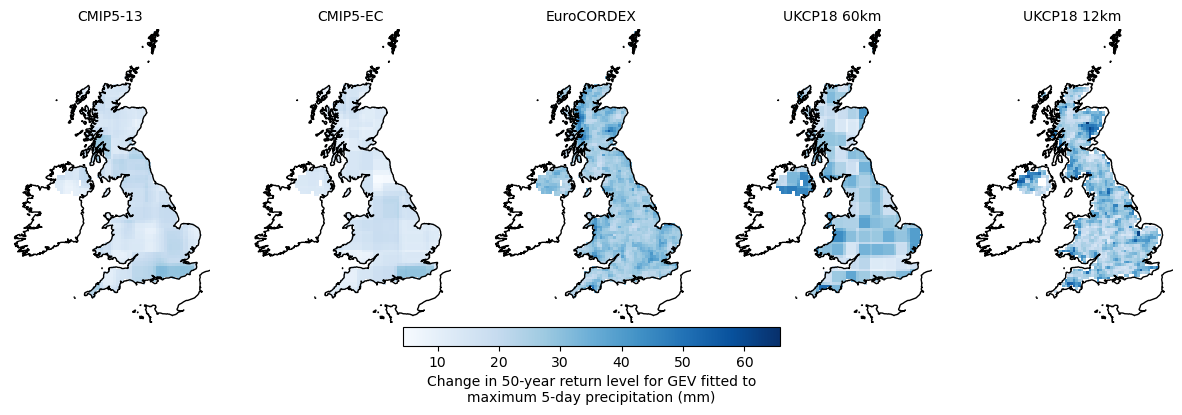 CMIP5-13 CMIP5-EC EuroCORDEX UKCP18 60km UKCP18 12km
10 20 30 40 50 60
Change in 50-year return level for GEV fitted to
maximum 5-day precipitation (mm)